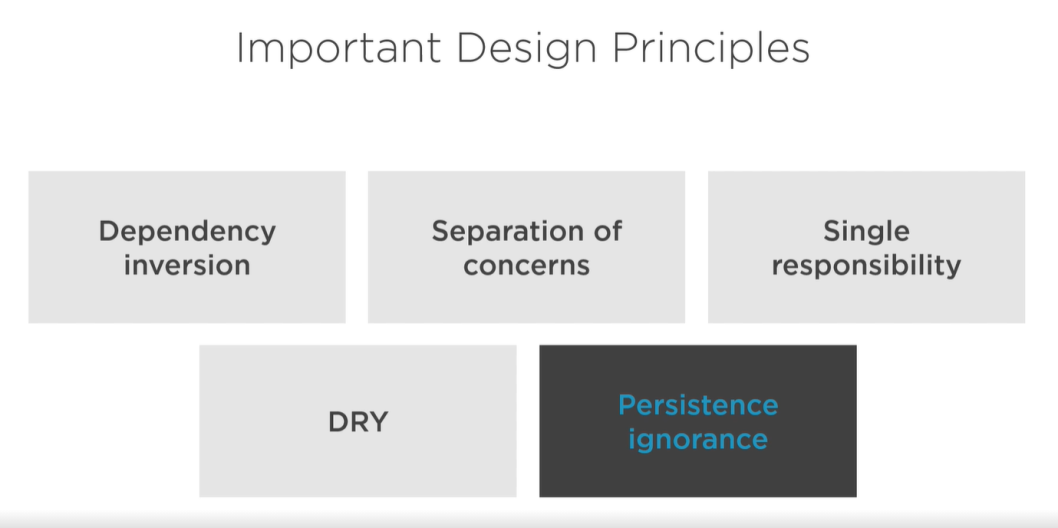 Important Design Principles
Dependency
inversion
Separation of
concerns
Single
responsibility
DRY
Persistence
ignorance